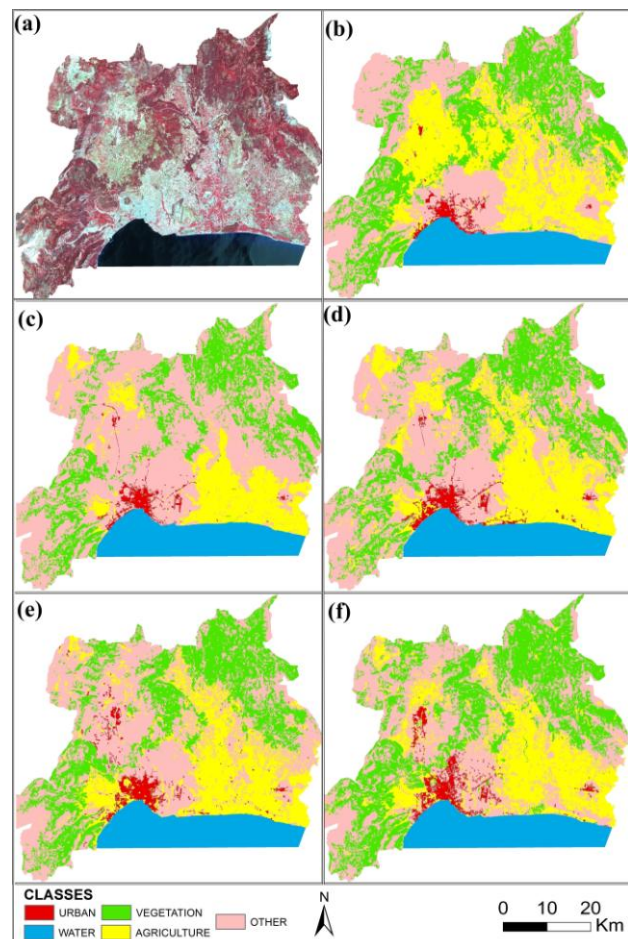 (a)
(b)
(c)
(d)
(e)
(f)
CLASSES
URBAN VEGETATION OTHER
WATER AGRICULTURE
N
0 10 20
Km